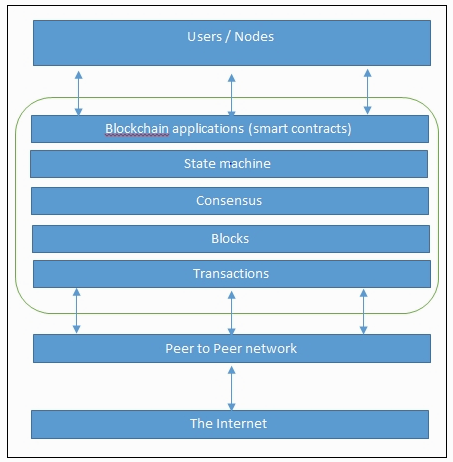 Users / Nodes
Blockchain applications (smart contracts)
State machine
Consensus
Blocks
Transactions
Peer to Peer network
The Internet